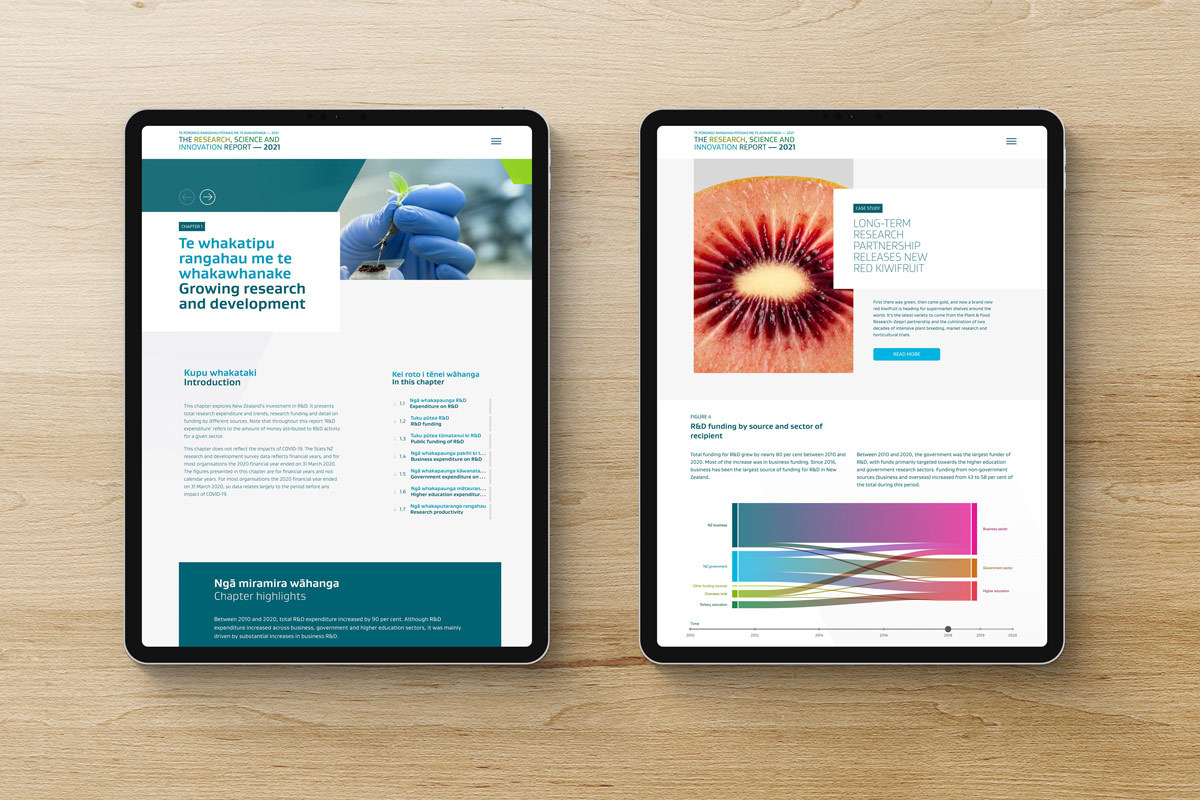 TE PŪRONGO RANGAHAU PŪTAIAO ME TE AUAHATANGA — 2021
THE RESEARCH, SCIENCE AND
INNOVATION REPORT — 2021
CHAPTER 1
Te whakatipu
rangahau me te
whakawhanake
Growing research
and development
Kupu whakataki
Introduction
This chapter explores New Zealand's investment in R&D. It presents
total research expenditure and trends, research funding and detail on
funding by different sources. Note that throughout this report 'R&D
expenditure' refers to the amount of money attributed to R&D activity
for a given sector.
This chapter does not reflect the impacts of COVID-19. The Stats NZ
research and development survey data reflects financial years, and for
most organisations the 2020 financial year ended on 31 March 2020.
The figures presented in this chapter are for financial years and not
calendar years. For most organisations the 2020 financial year ended
on 31 March 2020, so data relates largely to the period before any
impact of COVID-19.
Kei roto i tēnei wāhanga
In this chapter
1.1 Ngā whakapaunga R&D
Expenditure on R&D
1.2 Tuku pūtea R&D
R&D funding
1.3 Tuku pūtea tūmatanui ki R&D
Public funding of R&D
1.4 Ngā whakapaunga pakihi ki t...
Business expenditure on R&D
1.5 Ngā whakapaunga kāwanata...
Government expenditure on ...
1.6 Ngā whakapaunga mātauran...
Higher education expenditur...
1.7 Ngā whakaputaranga rangahau
Research productivity
Ngā miramira wāhanga
Chapter highlights
Between 2010 and 2020, total R&D expenditure increased by 90 per cent. Although R&D
expenditure increased across business, government and higher education sectors, it was mainly
driven by substantial increases in business R&D.
TE PŪRONGO RANGAHAU PŪTAIAO ME TE AUAHATANGA — 2021
THE RESEARCH, SCIENCE AND
INNOVATION REPORT — 2021
CASE STUDY
LONG-TERM
RESEARCH
PARTNERSHIP
RELEASES NEW
RED KIWIFRUIT
First there was green, then came gold, and now a brand new
red kiwifruit is heading for supermarket shelves around the
world. It's the latest variety to come from the Plant & Food
Research-Zespri partnership and the culmination of two
decades of intensive plant breeding, market research and
horticultural trials.
READ MORE
FIGURE 4
R&D funding by source and sector of
recipient
Total funding for R&D grew by nearly 80 per cent between 2010 and
2020. Most of the increase was in business funding. Since 2016,
business has been the largest source of funding for R&D in New
Zealand.
Between 2010 and 2020, the government was the largest funder of
R&D, with funds primarily targeted towards the higher education
and government research sectors. Funding from non-government
sources (business and overseas) increased from 43 to 58 per cent of
the total during this period.
NZ business
NZ government
Other funding sources
Overseas total
Tertiary education
Business sector
Government sector
Higher education
Time
2010 2012 2014 2016 2018 2019 2020